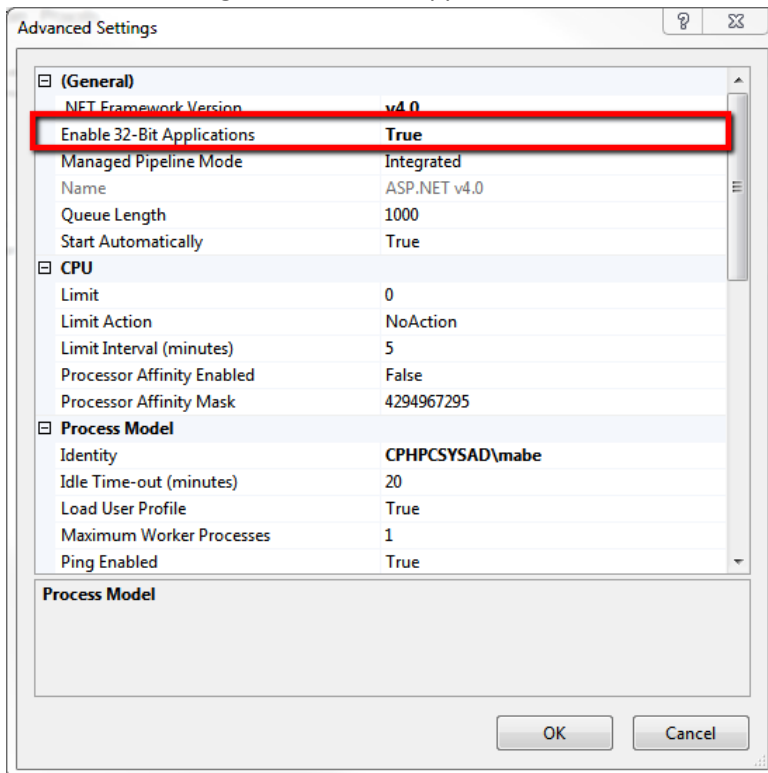 Advanced Settings
(General)
.NET Framework Version v4.0
Enable 32-Bit Applications True
Managed Pipeline Mode Integrated
Name ASP.NET v4.0
Queue Length 1000
Start Automatically True
CPU
Limit 0
Limit Action NoAction
Limit Interval (minutes) 5
Processor Affinity Enabled False
Processor Affinity Mask 4294967295
Process Model
Identity CPHPCSYSAD\mabe
Idle Time-out (minutes) 20
Load User Profile True
Maximum Worker Processes 1
Ping Enabled True
Process Model
OK Cancel